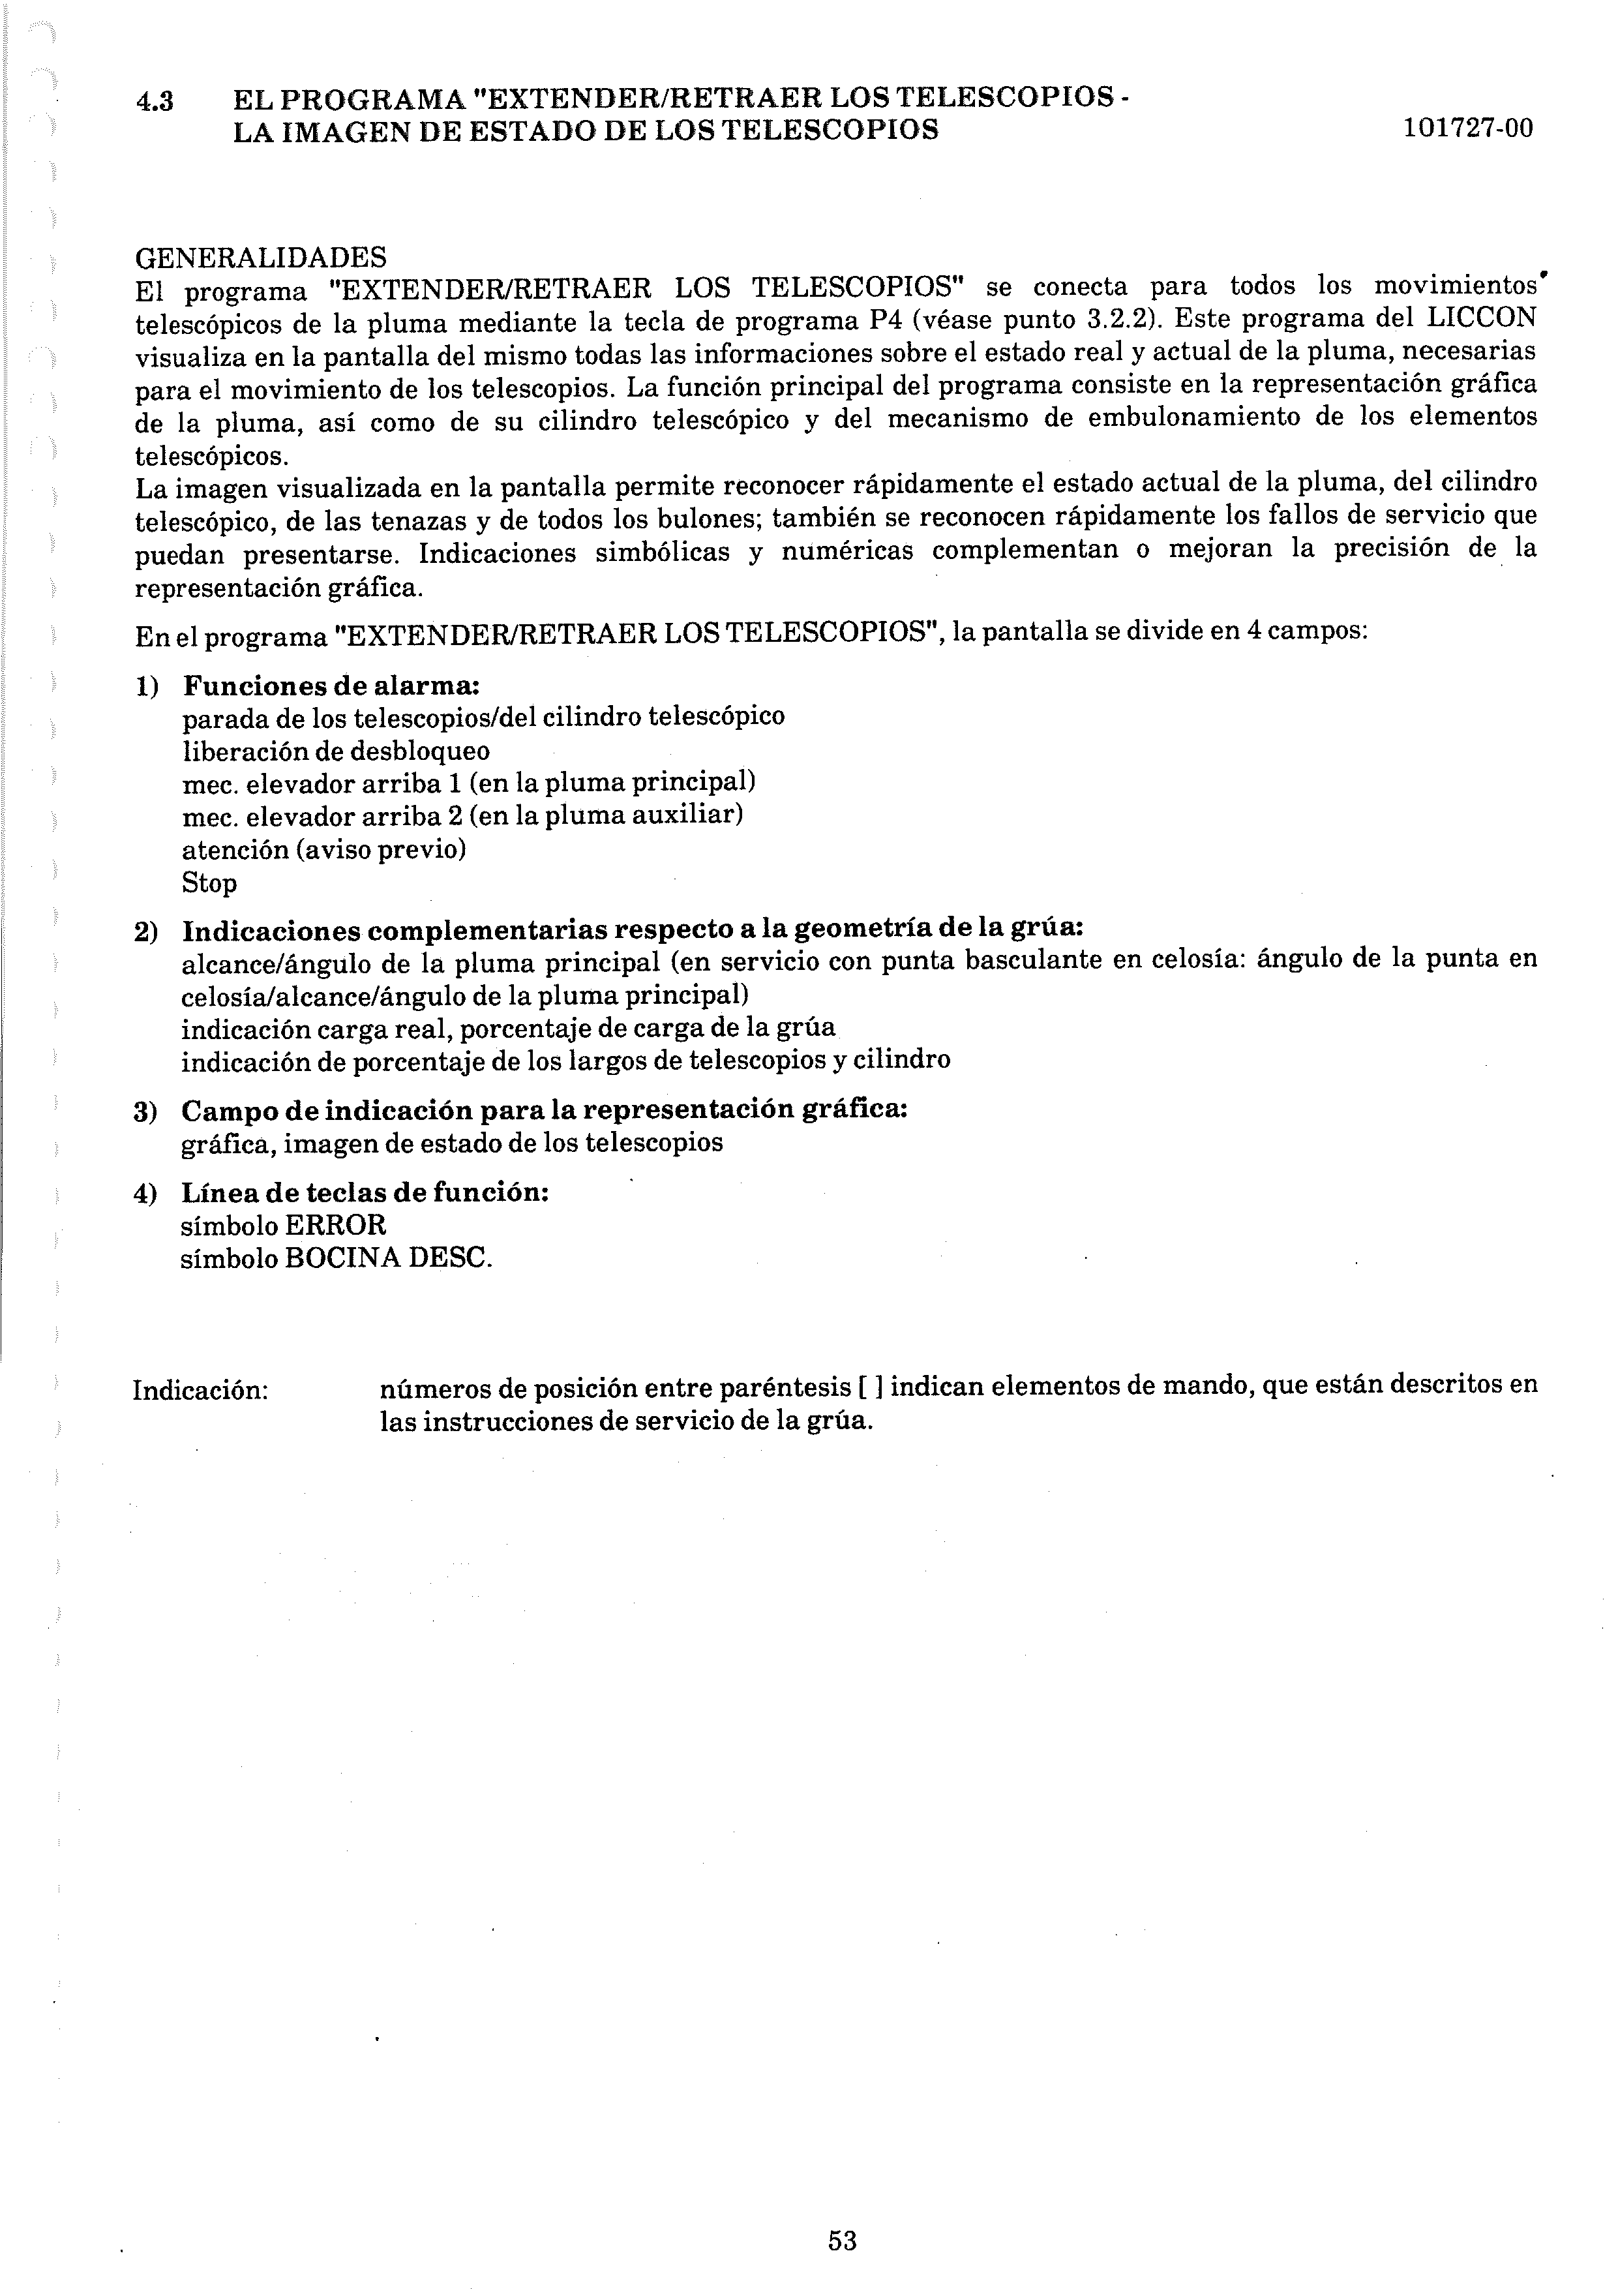 4.3 EL PROGRAMA "EXTENDER/RETRAER LOS TELESCOPIOS -
LA IMAGEN DE ESTADO DE LOS TELESCOPIOS 101727-00
GENERALIDADES
El programa "EXTENDER/RETRAER LOS TELESCOPIOS" se conecta para todos los movimientos
telescópicos de la pluma mediante la tecla de programa P4 (véase punto 3.2.2). Este programa del LICCON
visualiza en la pantalla del mismo todas las informaciones sobre el estado real y actual de la pluma, necesarias
para el movimiento de los telescopios. La función principal del programa consiste en la representación gráfica
de la pluma, así como de su cilindro telescópico y del mecanismo de embulonamiento de los elementos
telescópicos.
La imagen visualizada en la pantalla permite reconocer rápidamente el estado actual de la pluma, del cilindro
telescópico, de las tenazas y de todos los bulones; también se reconocen rápidamente los fallos de servicio que
puedan presentarse. Indicaciones simbólicas y numéricas complementan o mejoran la precisión de la
representación gráfica.
En el programa "EXTENDER/RETRAER LOS TELESCOPIOS", la pantalla se divide en 4 campos:
1) Funciones de alarma:
parada de los telescopios/del cilindro telescópico
liberación de desbloqueo
mec. elevador arriba 1 (en la pluma principal)
mec. elevador arriba 2 (en la pluma auxiliar)
atención (aviso previo)
Stop
2) Indicaciones complementarias respecto a la geometría de la grúa:
alcance/ángulo de la pluma principal (en servicio con punta basculante en celosía: ángulo de la punta en
celosía/alcance/ángulo de la pluma principal)
indicación carga real, porcentaje de carga de la grúa
indicación de porcentaje de los largos de telescopios y cilindro
3) Campo de indicación para la representación gráfica:
gráfica, imagen de estado de los telescopios
4) Línea de teclas de función:
símbolo ERROR
símbolo BOCINA DESC.
Indicación: números de posición entre paréntesis [ ] indican elementos de mando, que están descritos en
las instrucciones de servicio de la grúa.
53